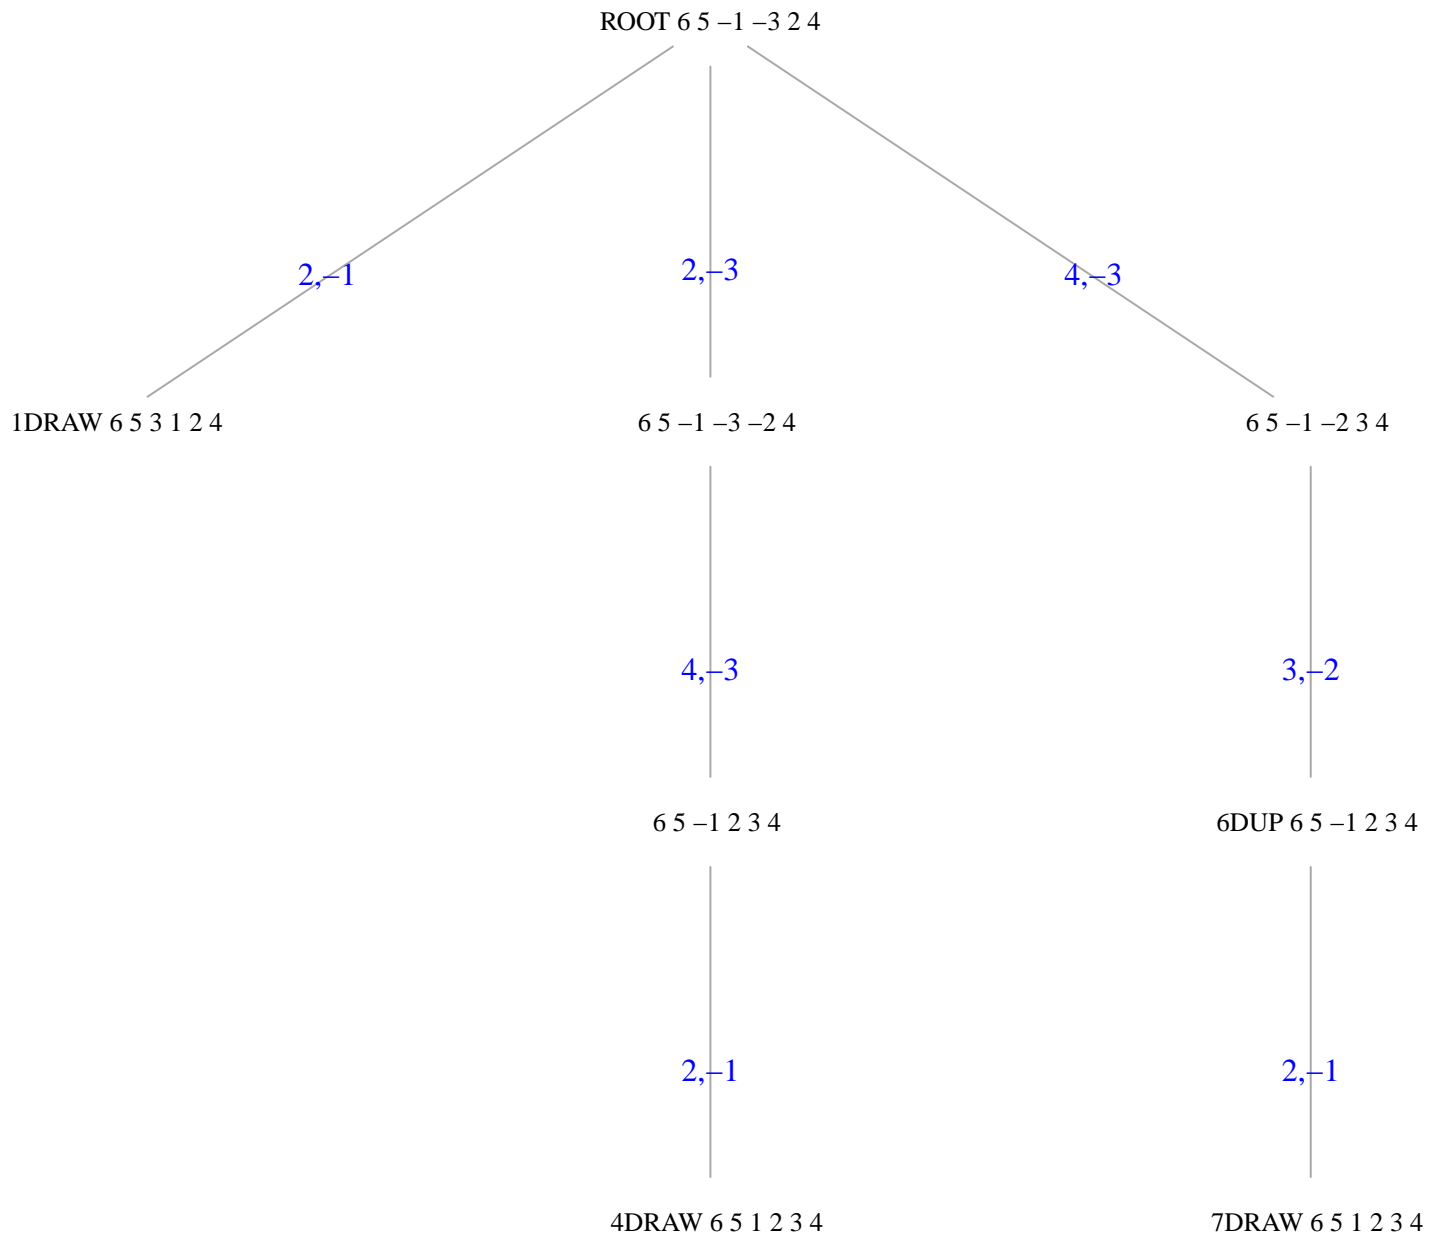 ROOT 6 5 –1 –3 2 4
2,–1
2,–3
4,–3
1DRAW 6 5 3 1 2 4
6 5 –1 –3 –2 4
6 5 –1 –2 3 4
4,–3
3,–2
6 5 –1 2 3 4
6DUP 6 5 –1 2 3 4
2,–1
2,–1
4DRAW 6 5 1 2 3 4
7DRAW 6 5 1 2 3 4